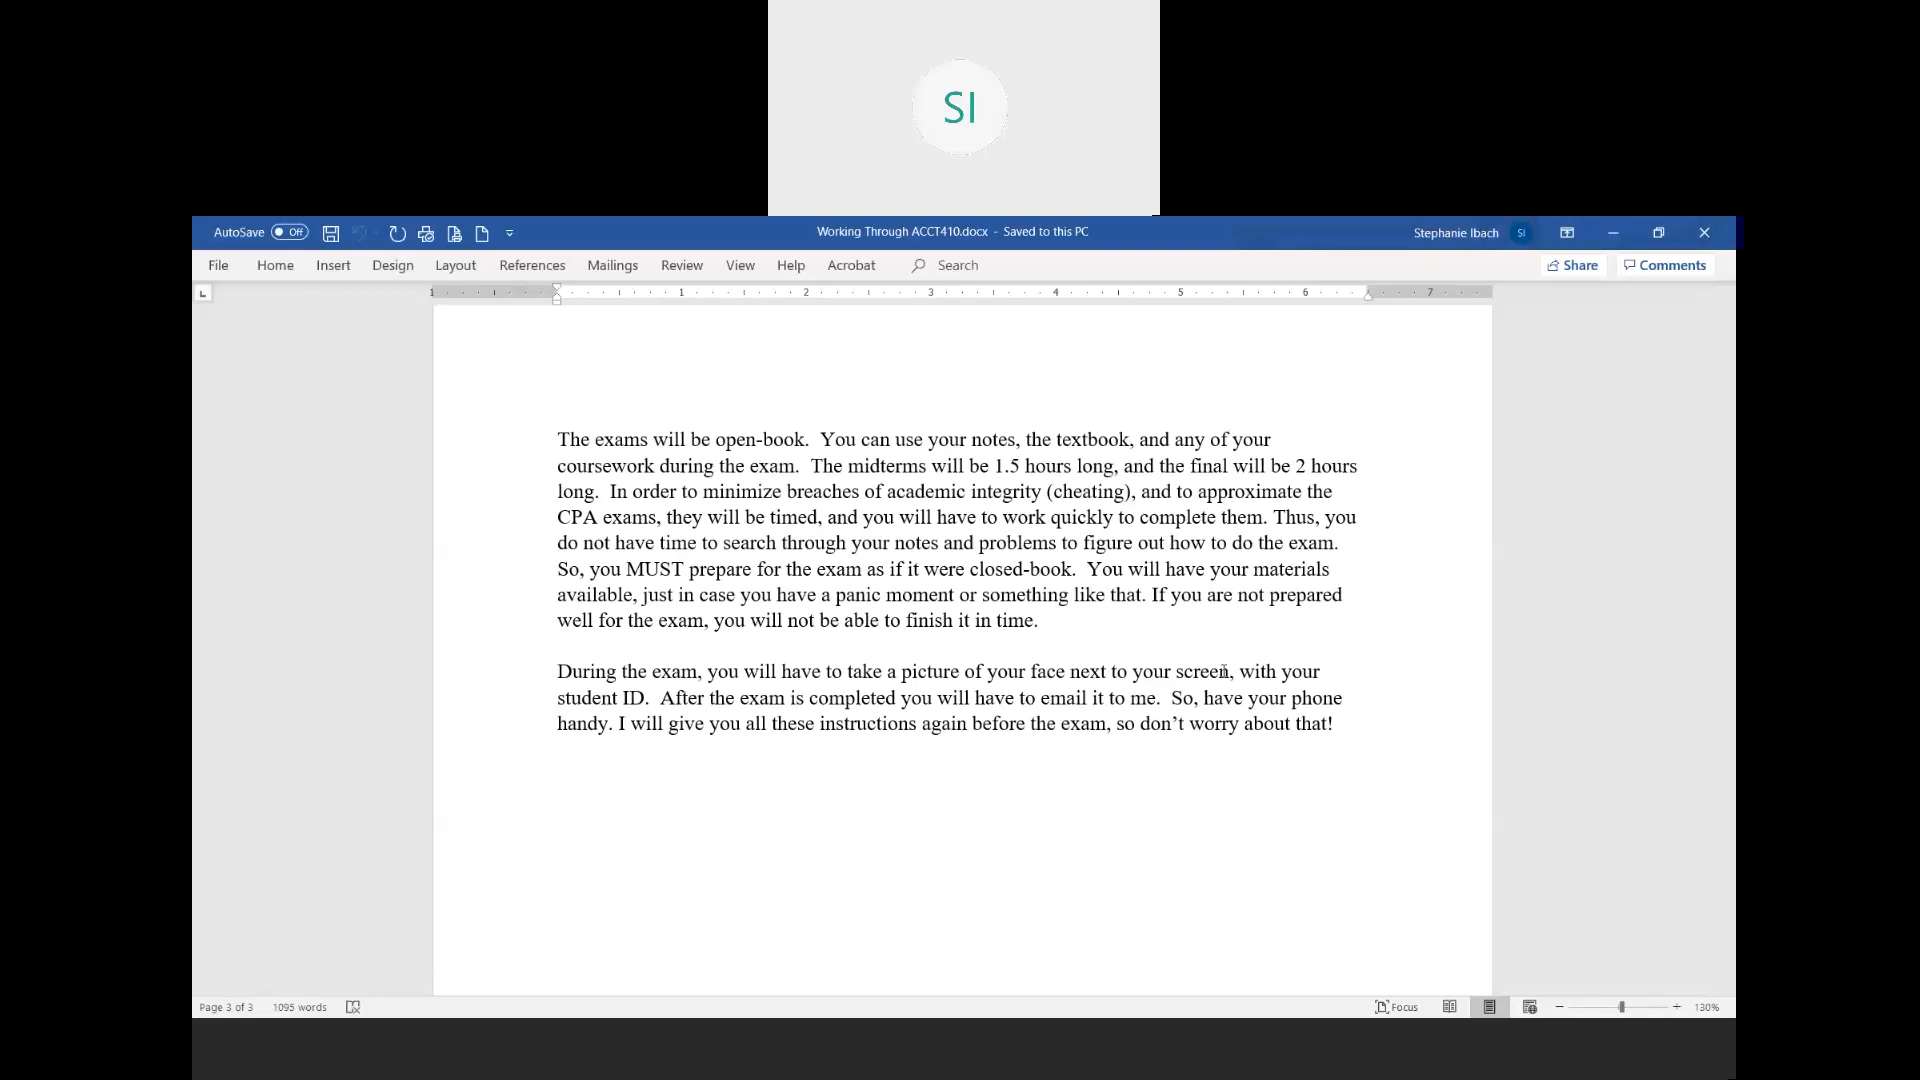 SI
AutoSave Off Working Through ACCT410.docx - Saved to this PC Stephanie Ibach SI
File Home Insert Design Layout References Mailings Review View Help Acrobat Search Share Comments
1 1 2 3 4 5 6 7
The exams will be open-book. You can use your notes, the textbook, and any of your
coursework during the exam. The midterms will be 1.5 hours long, and the final will be 2 hours
long. In order to minimize breaches of academic integrity (cheating), and to approximate the
CPA exams, they will be timed, and you will have to work quickly to complete them. Thus, you
do not have time to search through your notes and problems to figure out how to do the exam.
So, you MUST prepare for the exam as if it were closed-book. You will have your materials
available, just in case you have a panic moment or something like that. If you are not prepared
well for the exam, you will not be able to finish it in time.
During the exam, you will have to take a picture of your face next to your screen, with your
student ID. After the exam is completed you will have to email it to me. So, have your phone
handy. I will give you all these instructions again before the exam, so don’t worry about that!
Page 3 of 3 1095 words Focus 130%